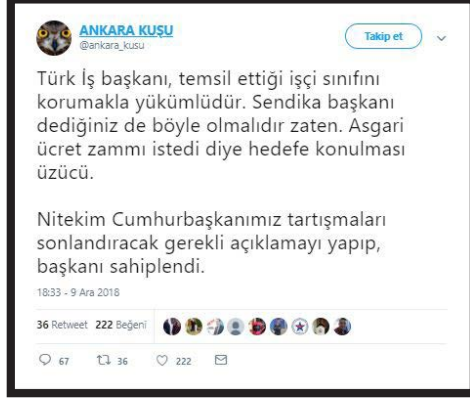 ANKARA KUŞU
@ankara_kusu
Takip et
Türk İş başkanı, temsil ettiği işçi sınıfını
korumakla yükümlüdür. Sendika başkanı
dediğiniz de böyle olmalıdır zaten. Asgari
ücret zammı istedi diye hedefe konulması
üzücü.
Nitekim Cumhurbaşkanımız tartışmaları
sonlandıracak gerekli açıklamayı yapıp,
başkanı sahiplendi.
18:33 - 9 Ara 2018
36 Retweet 222 Beğeni
67 36 222